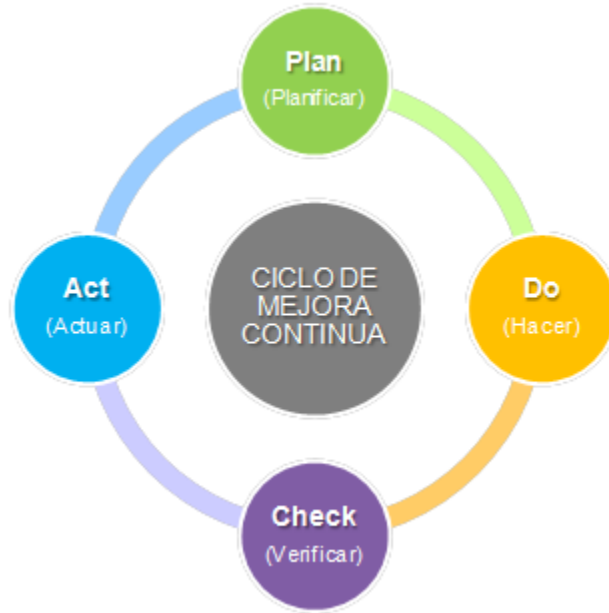 Plan
(Planificar)
Act
(Actuar)
CICLO DE
MEJORA
CONTINUA
Do
(Hacer)
Check
(Verificar)